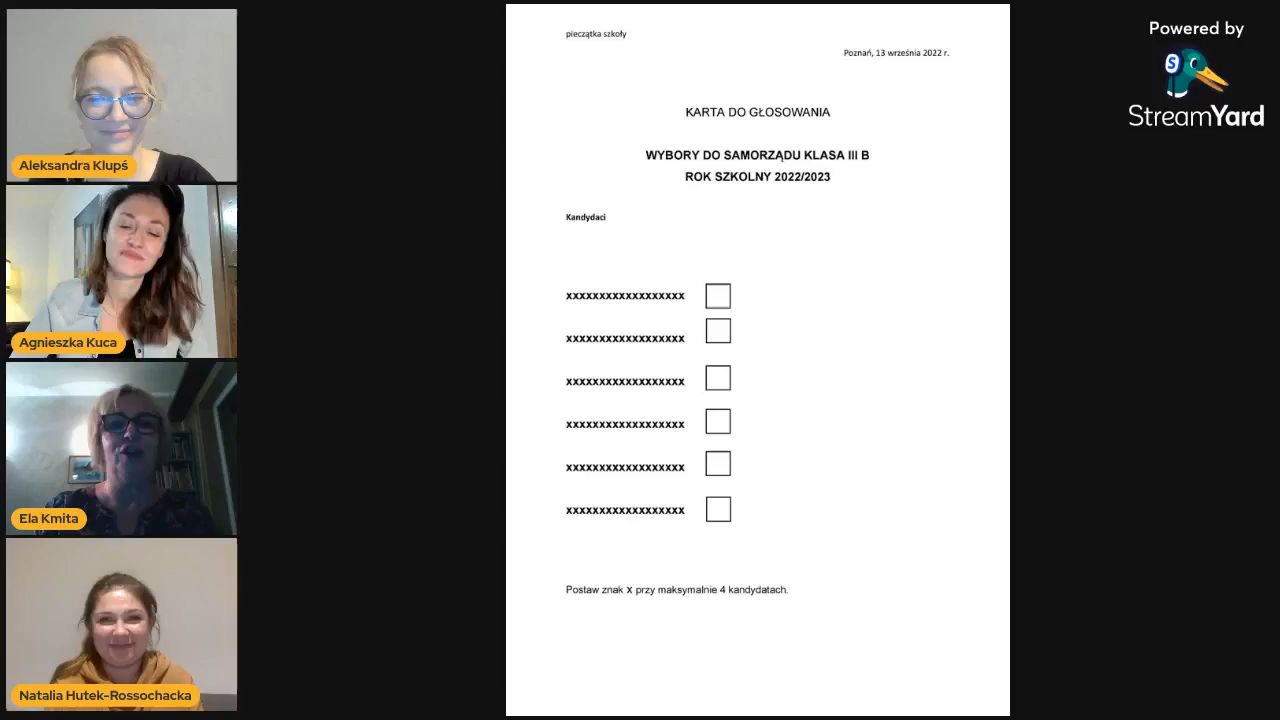 Aleksandra Klupś
Agnieszka Kuca
Ela Kmita
Natalia Hutek-Rossochacka
pieczątka szkoły
Poznań, 13 września 2022 r.
KARTA DO GŁOSOWANIA
WYBORY DO SAMORZĄDU KLASA III B
ROK SZKOLNY 2022/2023
Kandydaci
xxxxxxxxxxxxxxxxxx
xxxxxxxxxxxxxxxxxx
xxxxxxxxxxxxxxxxxx
xxxxxxxxxxxxxxxxxx
xxxxxxxxxxxxxxxxxx
xxxxxxxxxxxxxxxxxx
Postaw znak x przy maksymalnie 4 kandydatach.
Powered by
S
StreamYard